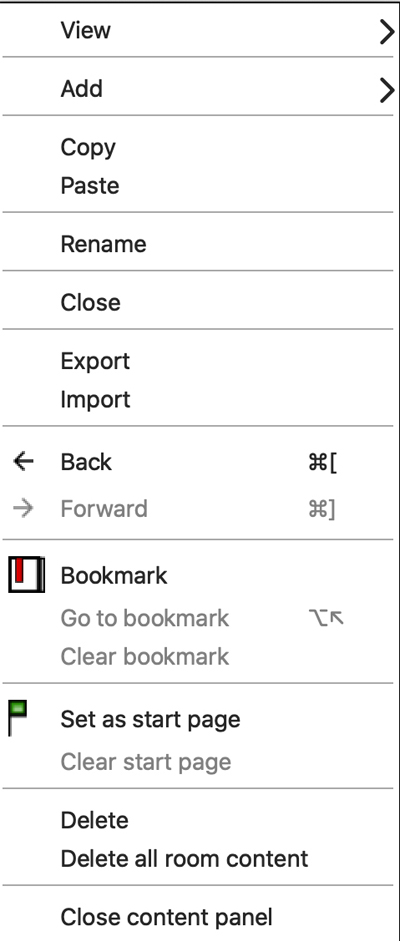 View
Add
Copy
Paste
Rename
Close
Export
Import
Back ⌘[
Forward ⌘]
Bookmark
Go to bookmark ⌥↖
Clear bookmark
Set as start page
Clear start page
Delete
Delete all room content
Close content panel